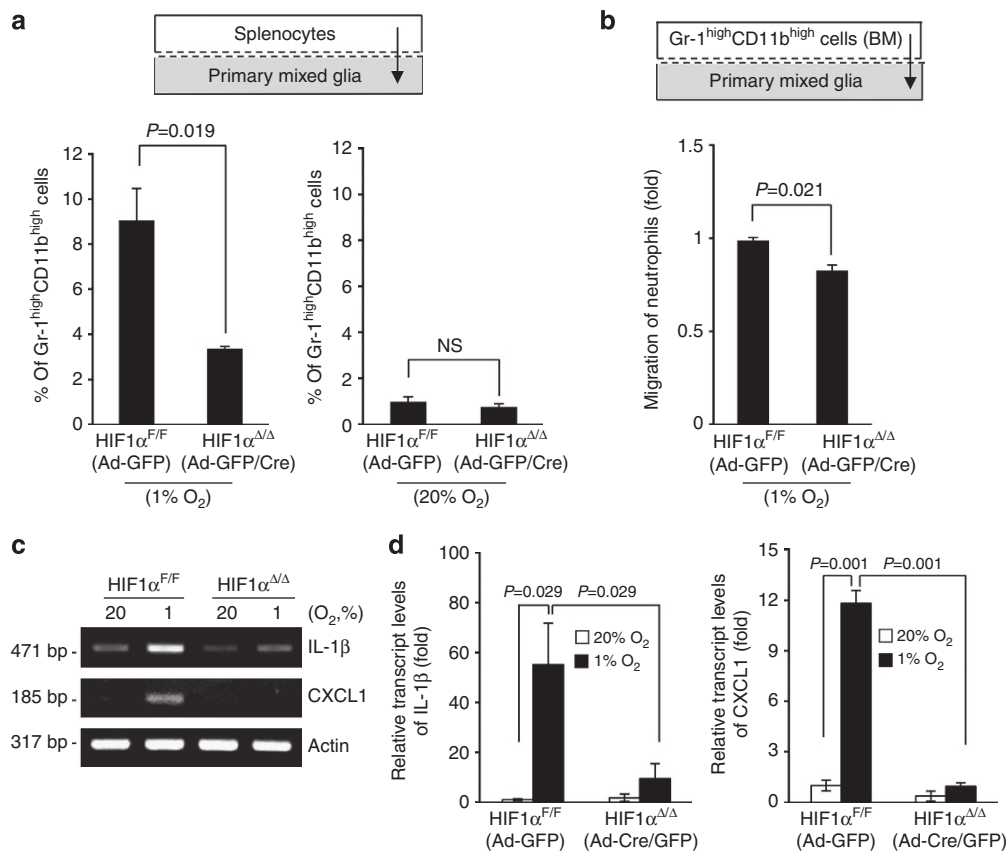 a
Splenocytes
Primary mixed glia
P=0.019
% Of Gr-1highCD11bhigh cells
12
10
8
6
4
2
0
HIF1αF/F
(Ad-GFP)
HIF1αΔ/Δ
(Ad-GFP/Cre)
(1% O2)
% Of Gr-1highCD11bhigh cells
12
10
8
6
4
2
0
NS
HIF1αF/F
(Ad-GFP)
HIF1αΔ/Δ
(Ad-GFP/Cre)
(20% O2)
b
Gr-1highCD11bhigh cells (BM)
Primary mixed glia
Migration of neutrophils (fold)
1.5
1
0.5
0
P=0.021
HIF1αF/F
(Ad-GFP)
HIF1αΔ/Δ
(Ad-GFP/Cre)
(1% O2)
c
HIF1αF/F HIF1αΔ/Δ
20 1 20 1 (O2,%)
471 bp - IL-1β
185 bp - CXCL1
317 bp - Actin
d
Relative transcript levels
of IL-1β (fold)
100
80
60
40
20
0
P=0.029 P=0.029
20% O2
1% O2
HIF1αF/F
(Ad-GFP)
HIF1αΔ/Δ
(Ad-Cre/GFP)
Relative transcript levels
of CXCL1 (fold)
15
12
9
6
3
0
P=0.001 P=0.001
20% O2
1% O2
HIF1αF/F
(Ad-GFP)
HIF1αΔ/Δ
(Ad-Cre/GFP)